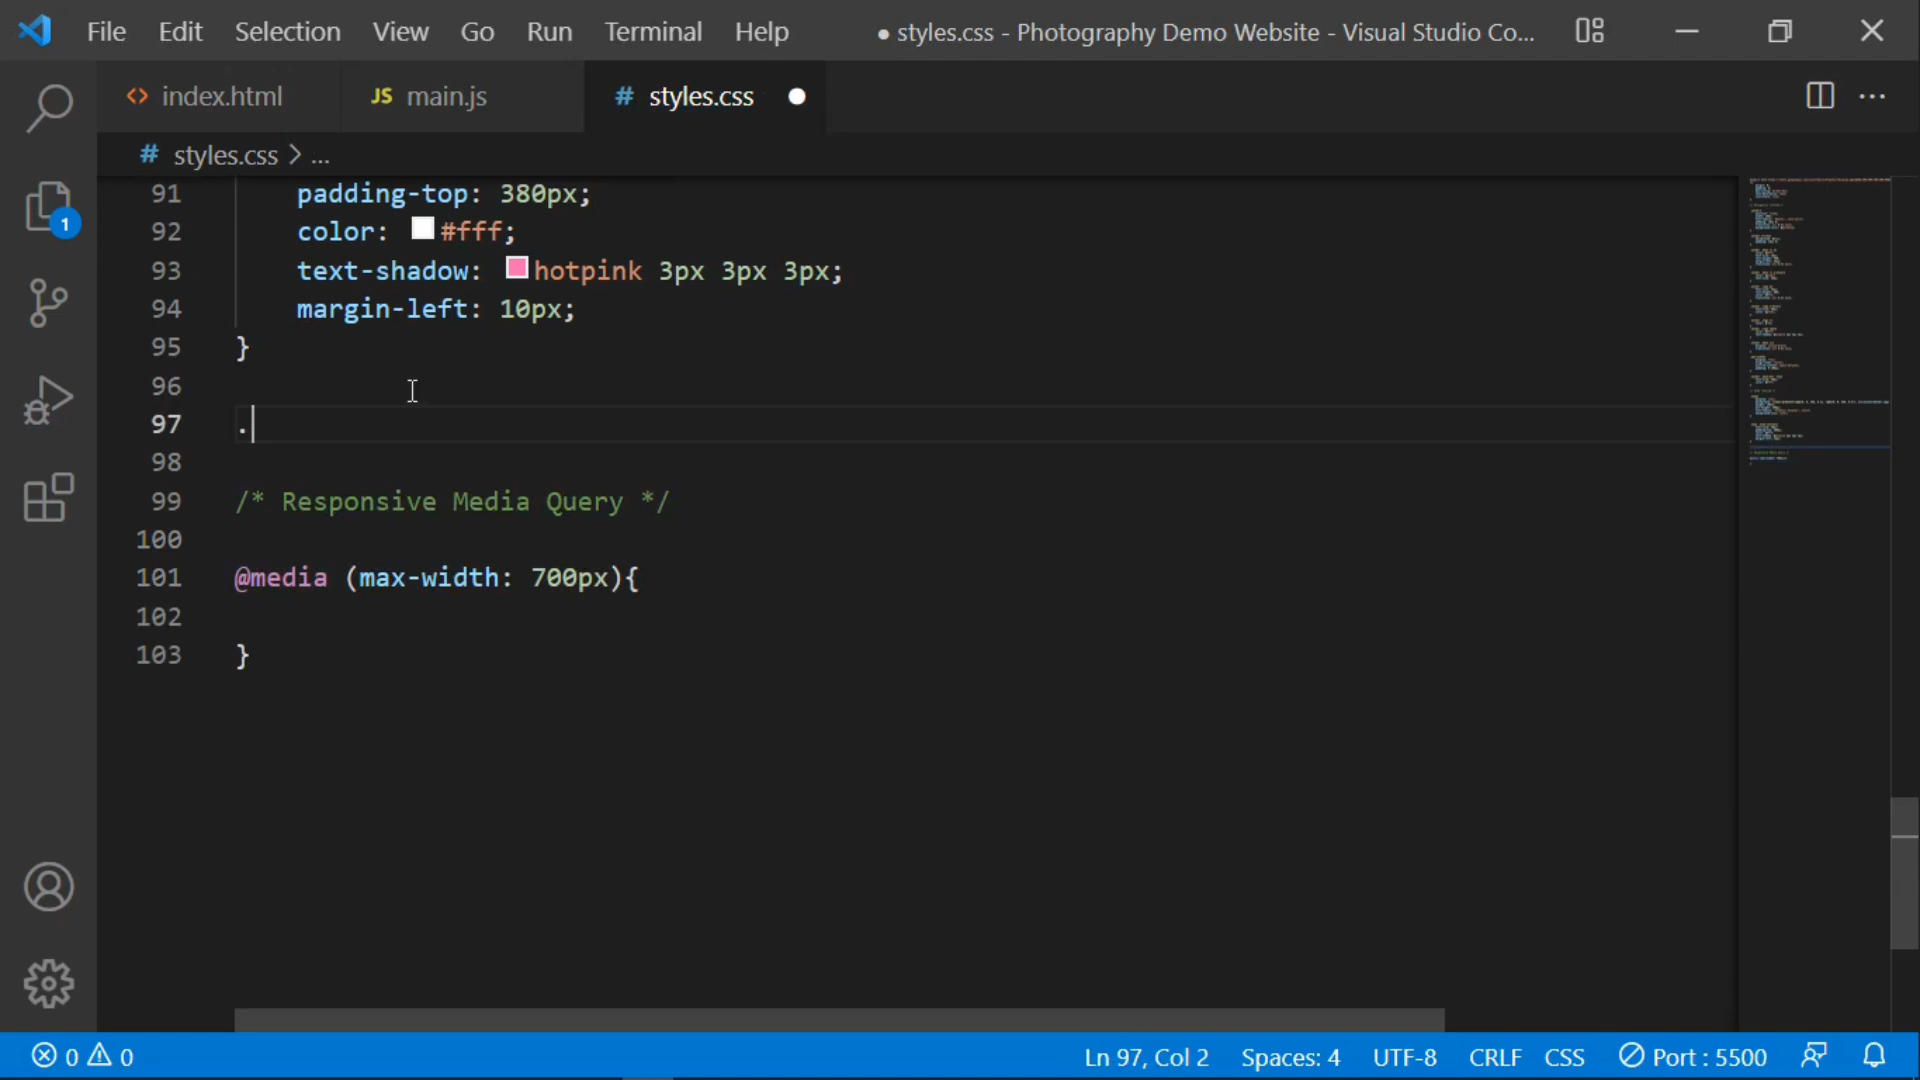 File Edit Selection View Go Run Terminal Help ● styles.css - Photography Demo Website - Visual Studio Co...
<> index.html JS main.js # styles.css ●
# styles.css > ...
91 padding-top: 380px;
92 color: #fff;
93 text-shadow: hotpink 3px 3px 3px;
94 margin-left: 10px;
95 }
96
97 .
98
99 /* Responsive Media Query */
100
101 @media (max-width: 700px){
102
103 }
1
0 0 Ln 97, Col 2 Spaces: 4 UTF-8 CRLF CSS Port : 5500